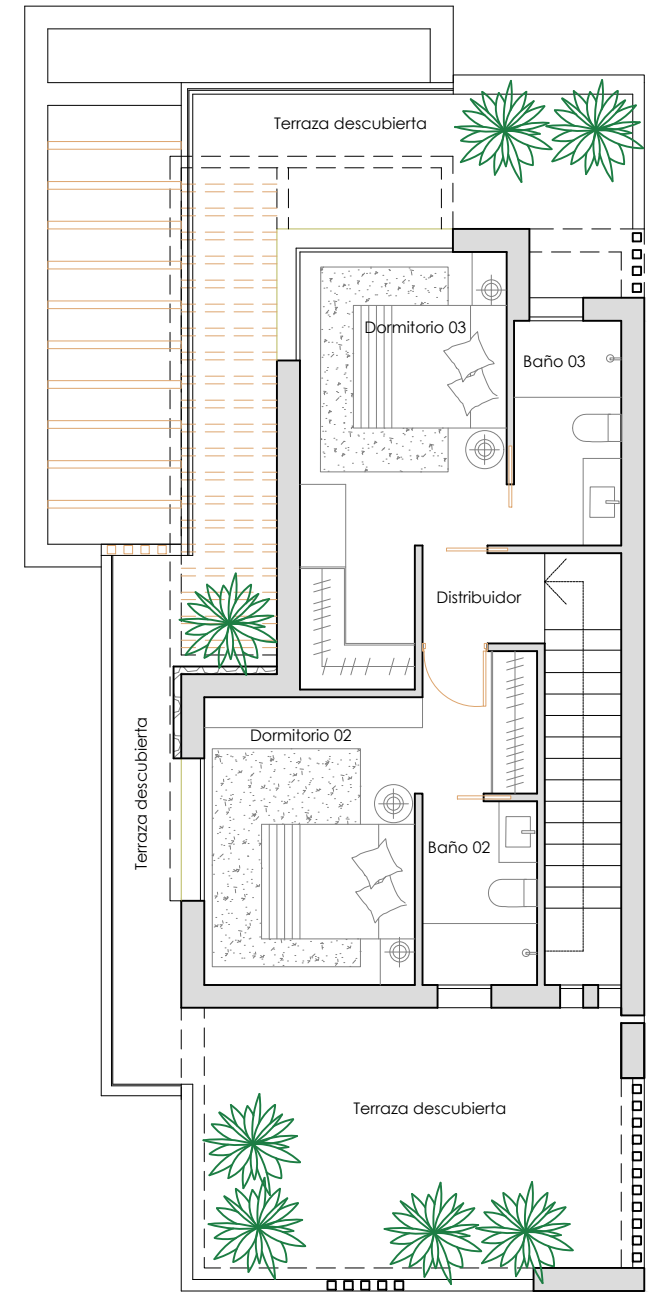 Terraza descubierta
Dormitorio 03
Baño 03
Distribuidor
Dormitorio 02
Terraza descubierta
Baño 02
Terraza descubierta